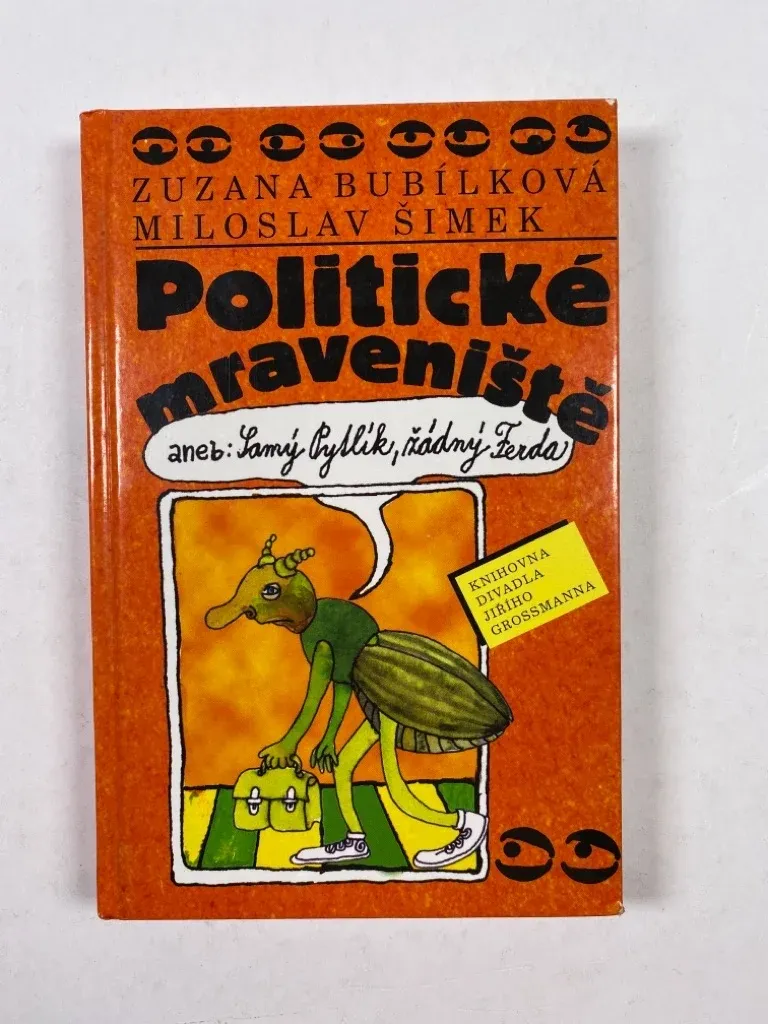 ZUZANA BUBÍLKOVÁ
MILOSLAV ŠIMEK
Politické
mraveniště
aneb: Samý Pytlík, žádný Ferda
KNIHOVNA
DIVADLA
JIŘÍHO
GROSSMANNA